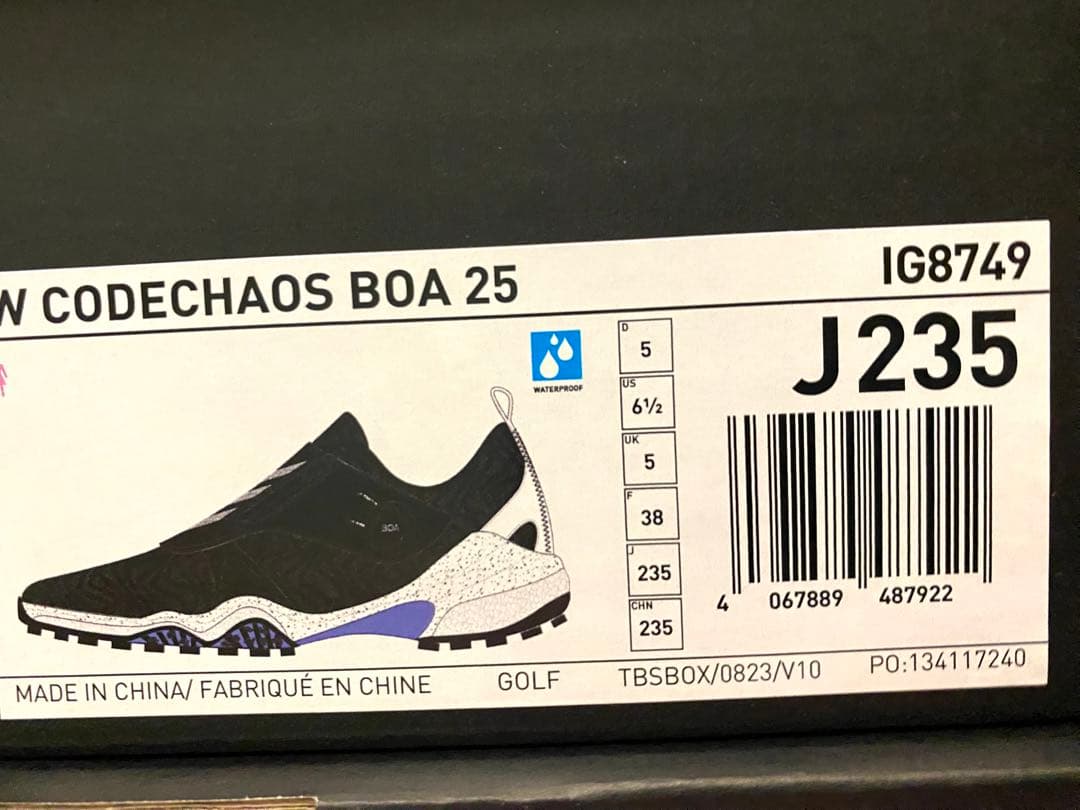 W CODECHAOS BOA 25
IG8749
J 235
WATERPROOF
D
5
US
6½
UK
5
F
38
J
235
CHN
235
BOA
4 067889 487922
MADE IN CHINA/ FABRIQUÉ EN CHINE
GOLF
TBSBOX/0823/V10
PO:134117240